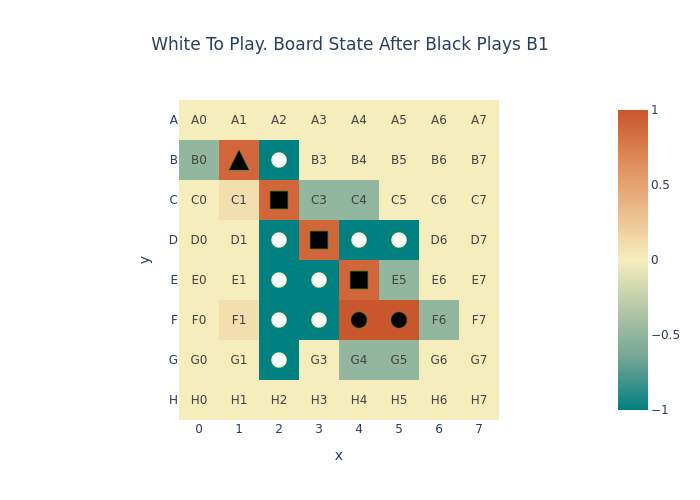 White To Play. Board State After Black Plays B1
A A0 A1 A2 A3 A4 A5 A6 A7
B B0 B3 B4 B5 B6 B7
C C0 C1 C3 C4 C5 C6 C7
D D0 D1 D6 D7
E E0 E1 E5 E6 E7
F F0 F1 F6 F7
G G0 G1 G3 G4 G5 G6 G7
H H0 H1 H2 H3 H4 H5 H6 H7
0 1 2 3 4 5 6 7
x
y
1
0.5
0
−0.5
−1